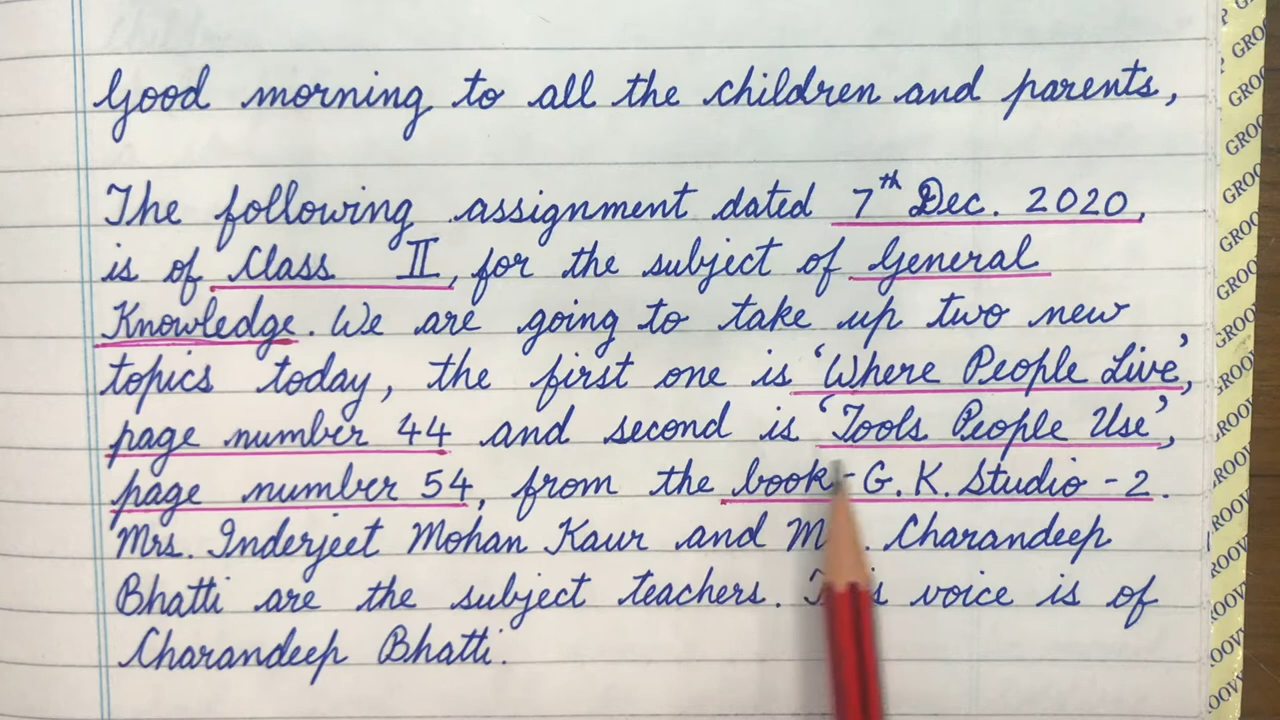 Good morning to all the children and parents,
The following assignment dated 7th Dec. 2020,
is of Class II, for the subject of General
Knowledge. We are going to take up two new
topics today, the first one is 'Where People Live',
page number 44 and second is 'Tools People Use',
page number 54, from the book-G.K. Studio-2.
Mrs. Inderjeet Mohan Kaur and Charandeep
Bhatti are the subject teachers. voice is of
Charandeep Bhatti.